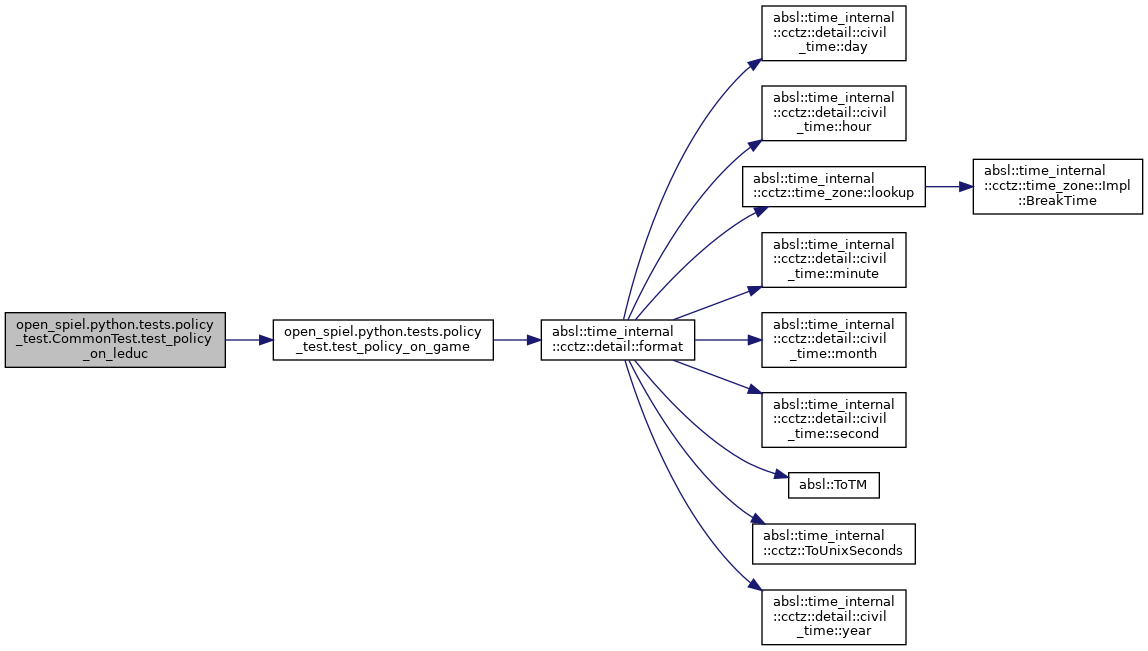 open_spiel.python.tests.policy
_test.CommonTest.test_policy
_on_leduc
open_spiel.python.tests.policy
_test.test_policy_on_game
absl::time_internal
::cctz::detail::format
absl::time_internal
::cctz::detail::civil
_time::day
absl::time_internal
::cctz::detail::civil
_time::hour
absl::time_internal
::cctz::time_zone::lookup
absl::time_internal
::cctz::time_zone::Impl
::BreakTime
absl::time_internal
::cctz::detail::civil
_time::minute
absl::time_internal
::cctz::detail::civil
_time::month
absl::time_internal
::cctz::detail::civil
_time::second
absl::ToTM
absl::time_internal
::cctz::ToUnixSeconds
absl::time_internal
::cctz::detail::civil
_time::year